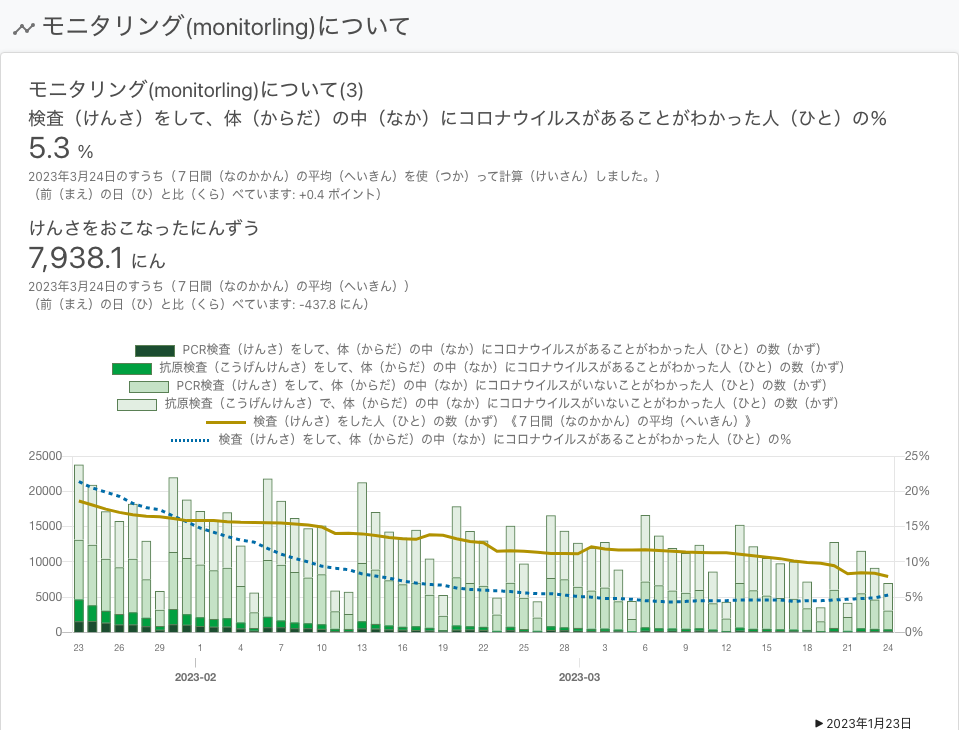 モニタリング(monitorling)について
モニタリング(monitorling)について(3)
検査（けんさ）をして、体（からだ）の中（なか）にコロナウイルスがあることがわかった人（ひと）の%
5.3 %
2023年3月24日のすうち（７日間（なのかかん）の平均（へいきん）を使（つか）って計算（けいさん）しました。）
（前（まえ）の日（ひ）と比（くら）べています: +0.4 ポイント）
けんさをおこなったにんずう
7,938.1 にん
2023年3月24日のすうち（７日間（なのかかん）の平均（へいきん））
（前（まえ）の日（ひ）と比（くら）べています: -437.8 にん）
PCR検査（けんさ）をして、体（からだ）の中（なか）にコロナウイルスがあることがわかった人（ひと）の数（かず）
抗原検査（こうげんけんさ）をして、体（からだ）の中（なか）にコロナウイルスがあることがわかった人（ひと）の数（かず）
PCR検査（けんさ）をして、体（からだ）の中（なか）にコロナウイルスがいないことがわかった人（ひと）の数（かず）
抗原検査（こうげんけんさ）で、体（からだ）の中（なか）にコロナウイルスがいないことがわかった人（ひと）の数（かず）
検査（けんさ）をした人（ひと）の数（かず）《７日間（なのかかん）の平均（へいきん）》
検査（けんさ）をして、体（からだ）の中（なか）にコロナウイルスがあることがわかった人（ひと）の%
25000 25%
20000 20%
15000 15%
10000 10%
5000 5%
0 0%
23 26 29 1 4 7 10 13 16 19 22 25 28 3 6 9 12 15 18 21 24
2023-02 2023-03
▶2023年1月23日